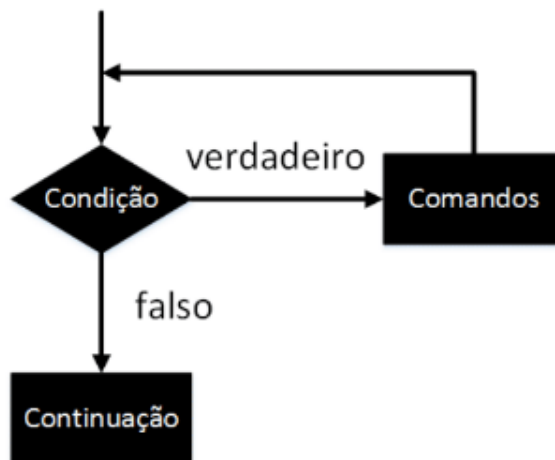 verdadeiro
Condição
Comandos
falso
Continuação